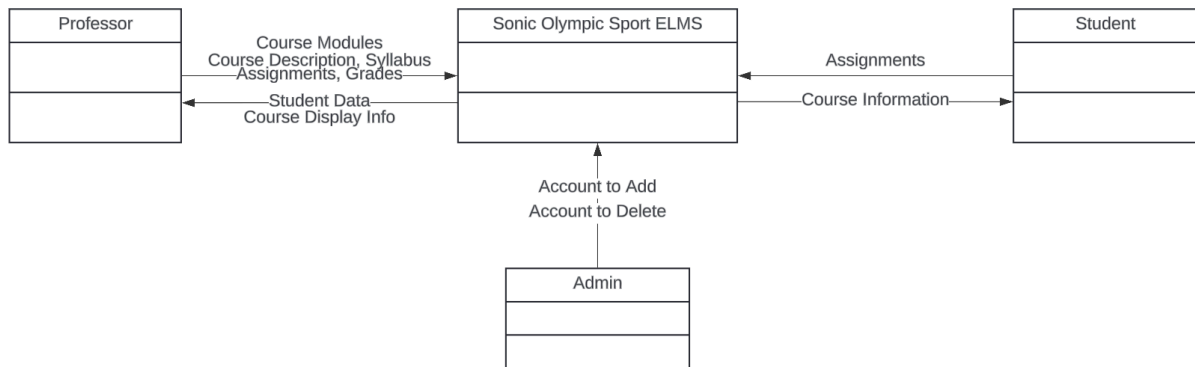 Professor
Sonic Olympic Sport ELMS
Student
Course Modules
Course Description, Syllabus
Assignments, Grades
Student Data
Course Display Info
Assignments
Course Information
Account to Add
Account to Delete
Admin